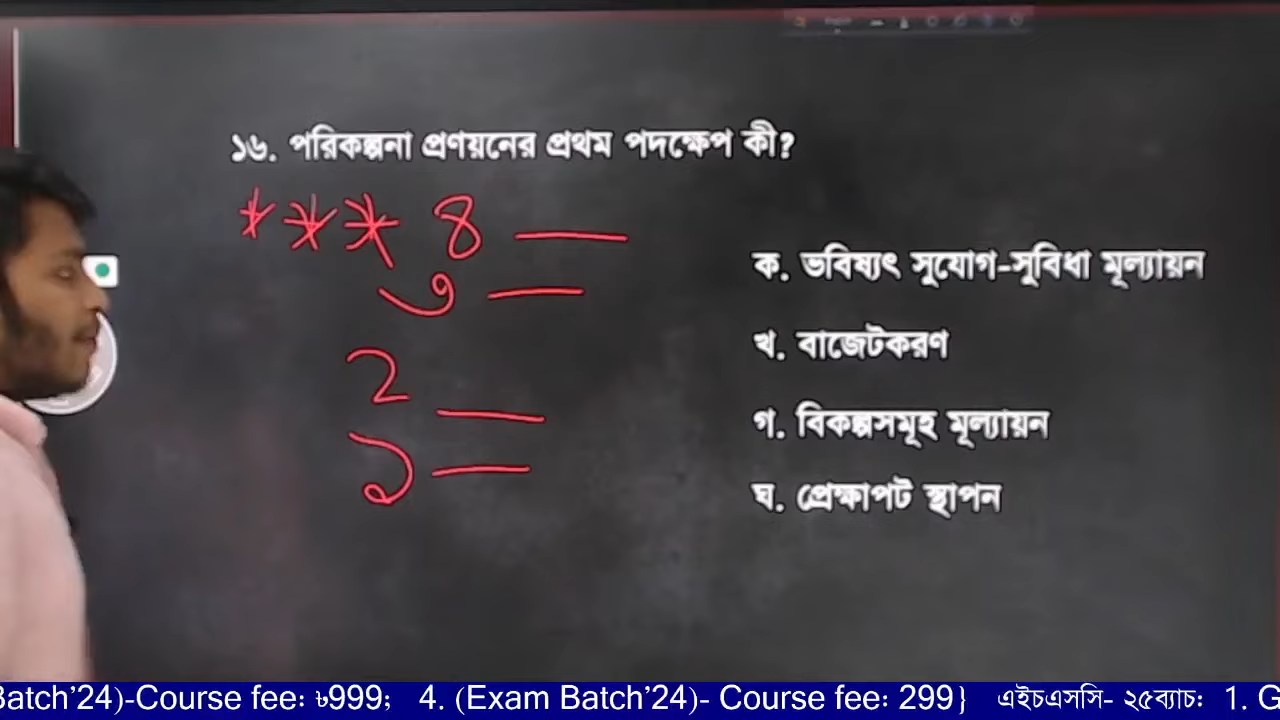 ১৬. পরিকল্পনা প্রণয়নের প্রথম পদক্ষেপ কী?
*** ৪ —
৩ —
২ —
১ —
ক. ভবিষ্যৎ সুযোগ-সুবিধা মূল্যায়ন
খ. বাজেটকরণ
গ. বিকল্পসমূহ মূল্যায়ন
ঘ. প্রেক্ষাপট স্থাপন
Batch’24)-Course fee: ৳999; 4. (Exam Batch’24)- Course fee: 299} এইচএসসি- ২৫ব্যাচ: 1. G